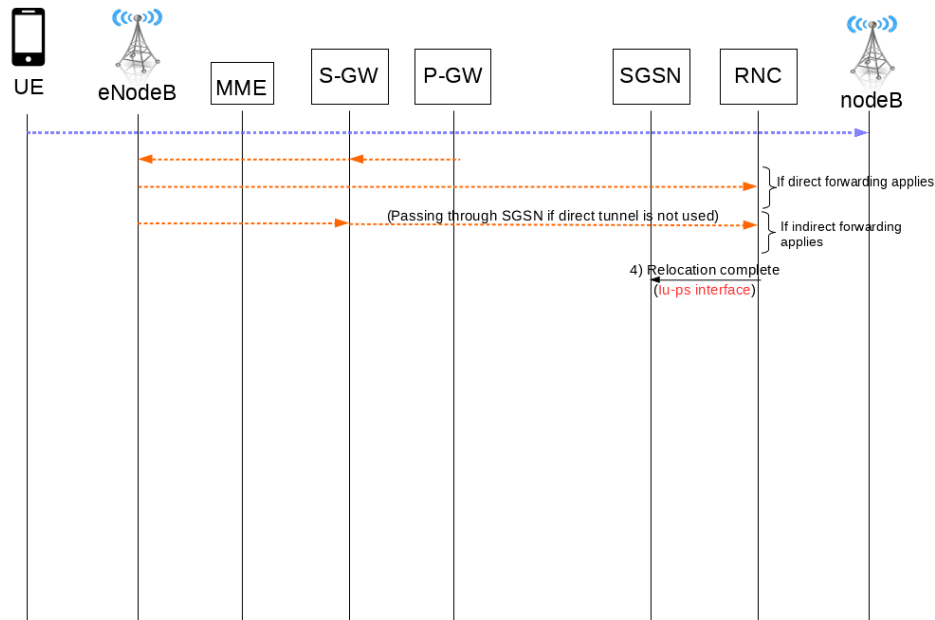 UE
eNodeB
MME
S-GW
P-GW
SGSN
RNC
nodeB
If direct forwarding applies
(Passing through SGSN if direct tunnel is not used)
If indirect forwarding
applies
4) Relocation complete
(Iu-ps interface)